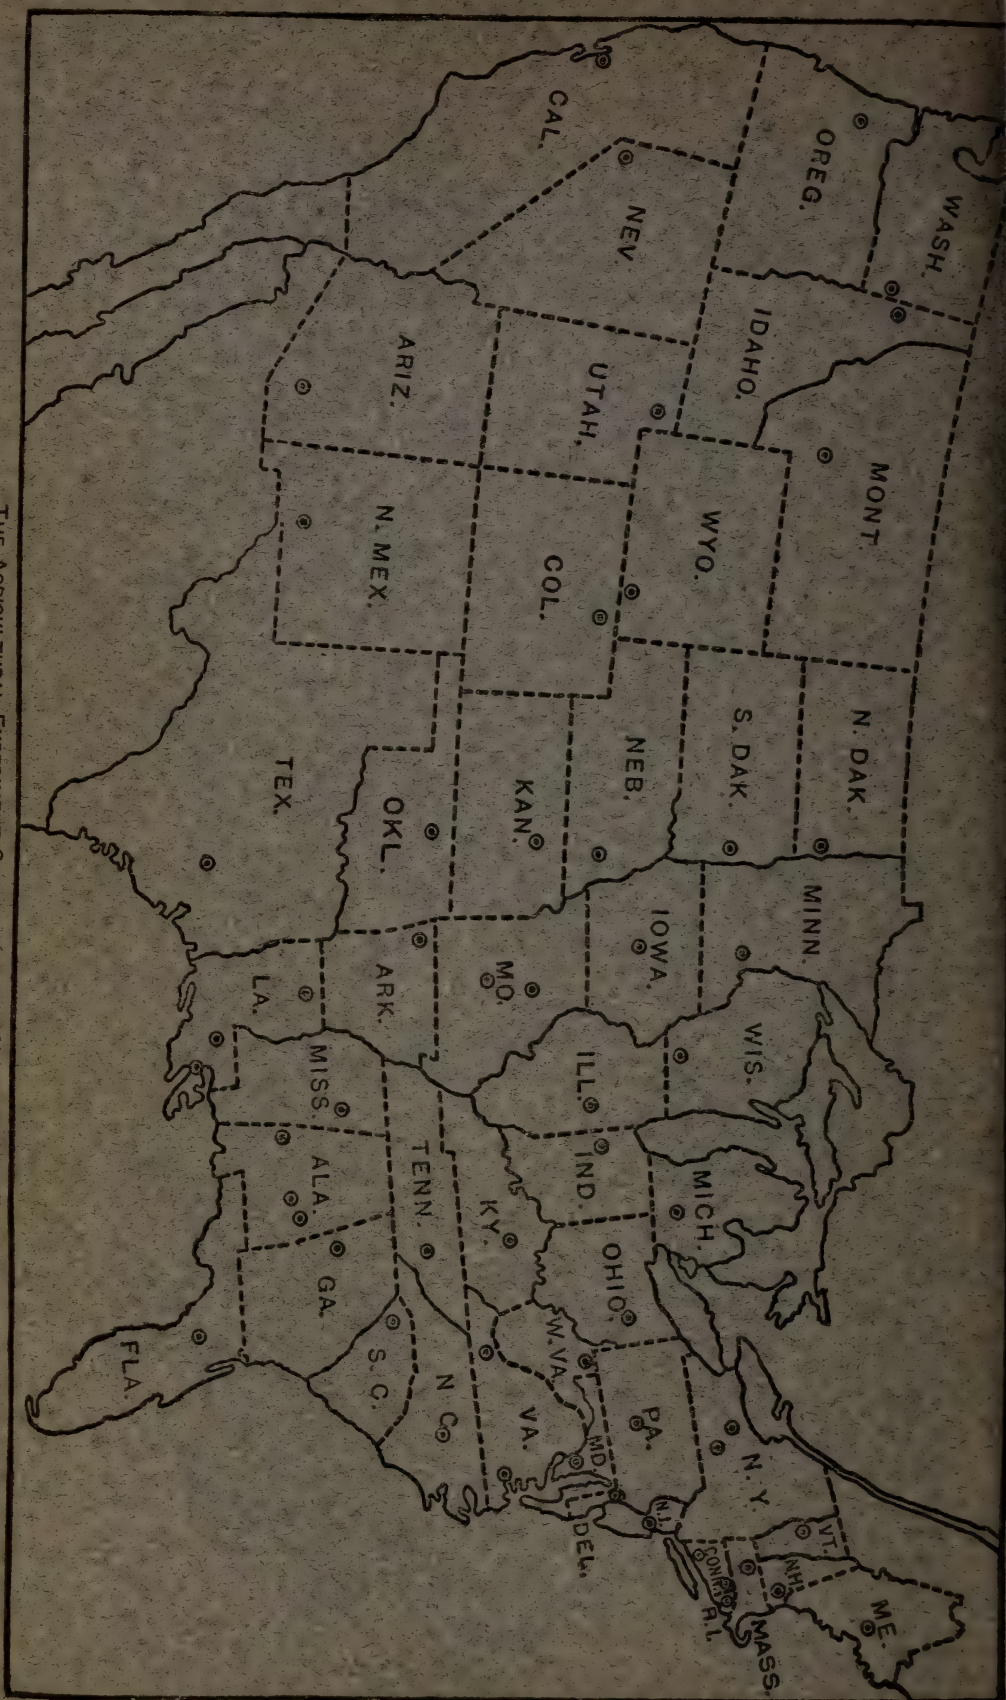 WASH.
OREG.
CAL.
NEV.
IDAHO.
MONT.
WYO.
UTAH.
ARIZ.
COL.
N. MEX.
N. DAK.
S. DAK.
NEB.
KAN.
OKL.
TEX.
MINN.
IOWA.
MO.
ARK.
LA.
WIS.
ILL.
MISS.
MICH.
IND.
OHIO.
KY.
TENN.
ALA.
GA.
FLA.
S. C.
N C.
VA.
W. VA.
MD
DEL.
PA.
N.J.
N. Y.
VT.
N.H.
ME.
MASS.
CONN.
R.I.
THE AGRICULTURAL